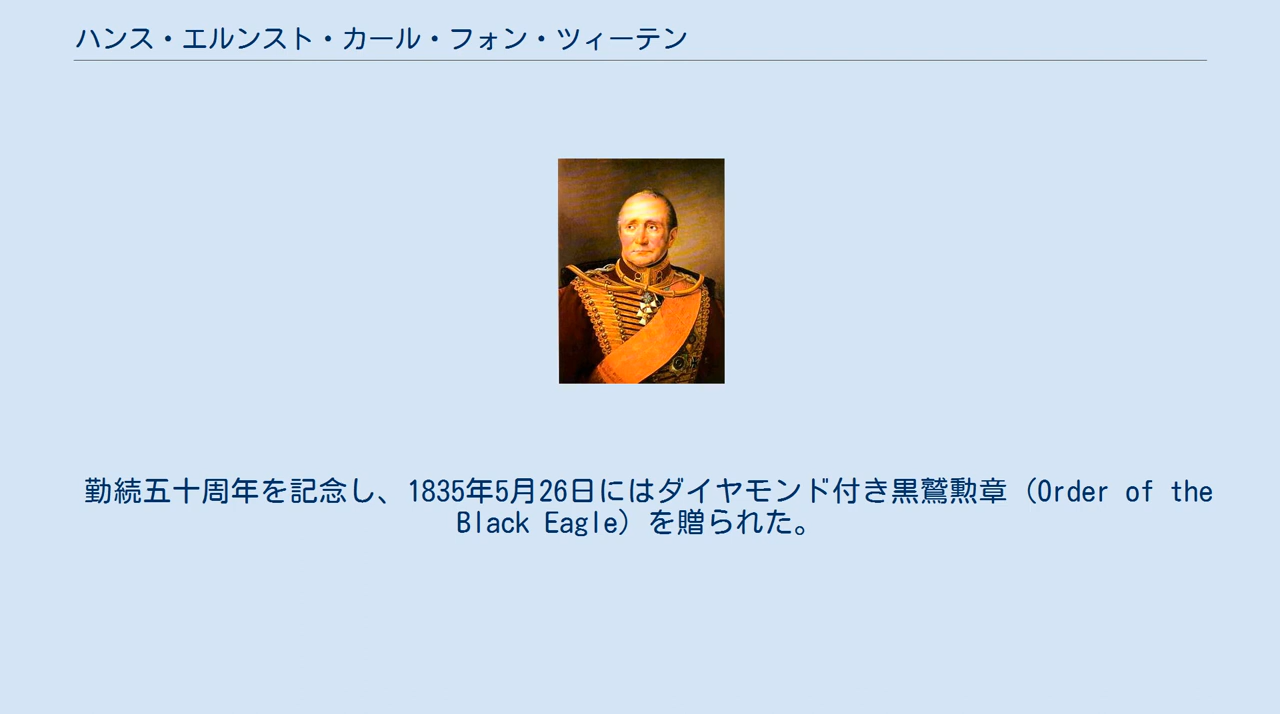 ハンス・エルンスト・カール・フォン・ツィーテン
勤続五十周年を記念し、1835年5月26日にはダイヤモンド付き黒鷲勲章（Order of the
Black Eagle）を贈られた。